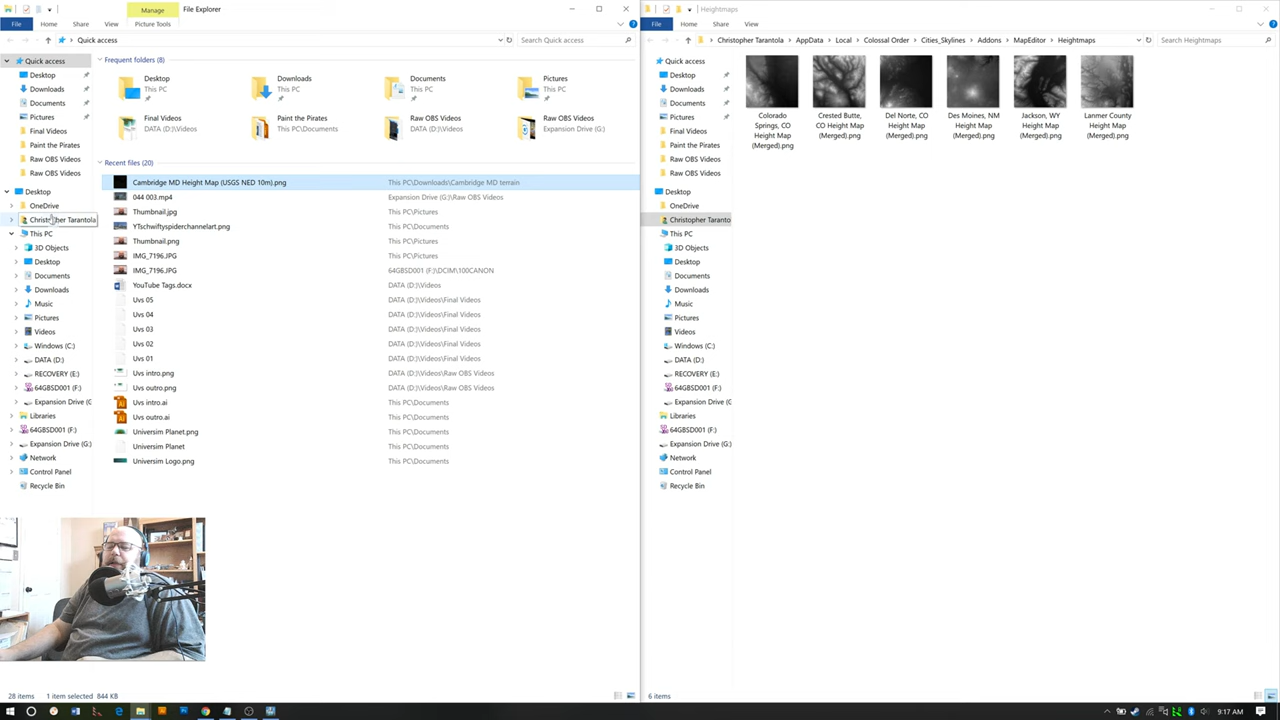 Manage
File Explorer
File
Home
Share
View
Picture Tools
Quick access
Search Quick access
Quick access
Desktop
Downloads
Documents
Pictures
Final Videos
Paint the Pirates
Raw OBS Videos
Raw OBS Videos
Desktop
OneDrive
Christopher Tarantola
This PC
3D Objects
Desktop
Documents
Downloads
Music
Pictures
Videos
Windows (C:)
DATA (D:)
RECOVERY (E:)
64GBSD001 (F:)
Expansion Drive (G
Libraries
64GBSD001 (F:)
Expansion Drive (G:)
Network
Control Panel
Recycle Bin
Frequent folders (8)
Desktop
This PC
Downloads
This PC
Documents
This PC
Pictures
This PC
Final Videos
DATA (D:)\Videos
Paint the Pirates
This PC\Documents
Raw OBS Videos
DATA (D:)\Videos
Raw OBS Videos
Expansion Drive (G:)
Recent files (20)
Cambridge MD Height Map (USGS NED 10m).png This PC\Downloads\Cambridge MD terrain
044 003.mp4 Expansion Drive (G:)\Raw OBS Videos
Thumbnail.jpg This PC\Pictures
YTschwiftyspiderchannelart.png This PC\Documents
Thumbnail.png This PC\Pictures
IMG_7196.JPG This PC\Pictures
IMG_7196.JPG 64GBSD001 (F:)\DCIM\100CANON
YouTube Tags.docx DATA (D:)\Videos
Uvs 05 DATA (D:)\Videos\Final Videos
Uvs 04 DATA (D:)\Videos\Final Videos
Uvs 03 DATA (D:)\Videos\Final Videos
Uvs 02 DATA (D:)\Videos\Final Videos
Uvs 01 DATA (D:)\Videos\Final Videos
Uvs intro.png DATA (D:)\Videos\Raw OBS Videos
Uvs outro.png DATA (D:)\Videos\Raw OBS Videos
Uvs intro.ai This PC\Documents
Uvs outro.ai This PC\Documents
Universim Planet.png This PC\Documents
Universim Planet This PC\Documents
Universim Logo.png This PC\Documents
28 items 1 item selected 844 KB
Heightmaps
File
Home
Share
View
Christopher Tarantola
AppData
Local
Colossal Order
Cities_Skylines
Addons
MapEditor
Heightmaps
Search Heightmaps
Quick access
Desktop
Downloads
Documents
Pictures
Final Videos
Paint the Pirates
Raw OBS Videos
Raw OBS Videos
Desktop
OneDrive
Christopher Taranto
This PC
3D Objects
Desktop
Documents
Downloads
Music
Pictures
Videos
Windows (C:)
DATA (D:)
RECOVERY (E:)
64GBSD001 (F:)
Expansion Drive (G
Libraries
64GBSD001 (F:)
Expansion Drive (G:)
Network
Control Panel
Recycle Bin
Colorado
Springs, CO
Height Map
(Merged).png
Crested Butte,
CO Height Map
(Merged).png
Del Norte, CO
Height Map
(Merged).png
Des Moines, NM
Height Map
(Merged).png
Jackson, WY
Height Map
(Merged).png
Lanmer County
Height Map
(Merged).png
6 items
9:17 AM